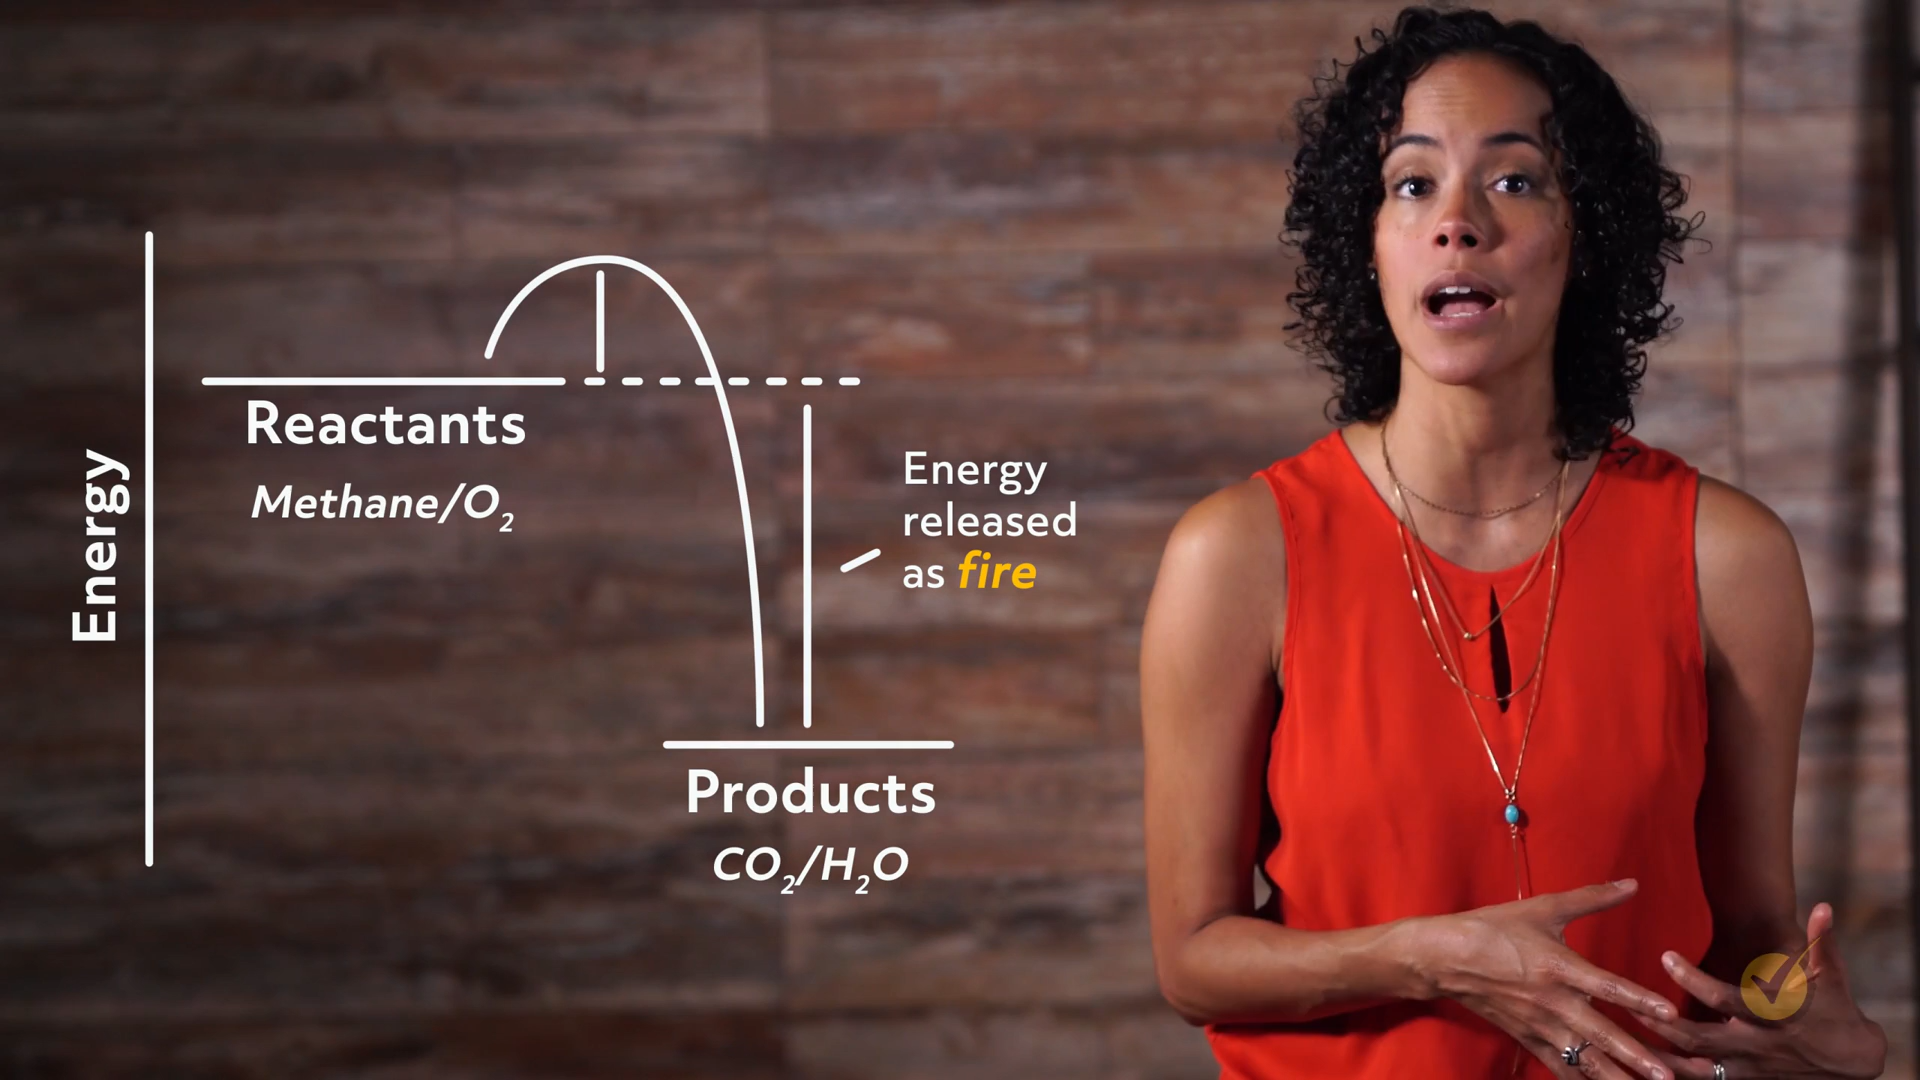 Energy
Reactants
Methane/O₂
Energy
released
as fire
Products
CO₂/H₂O